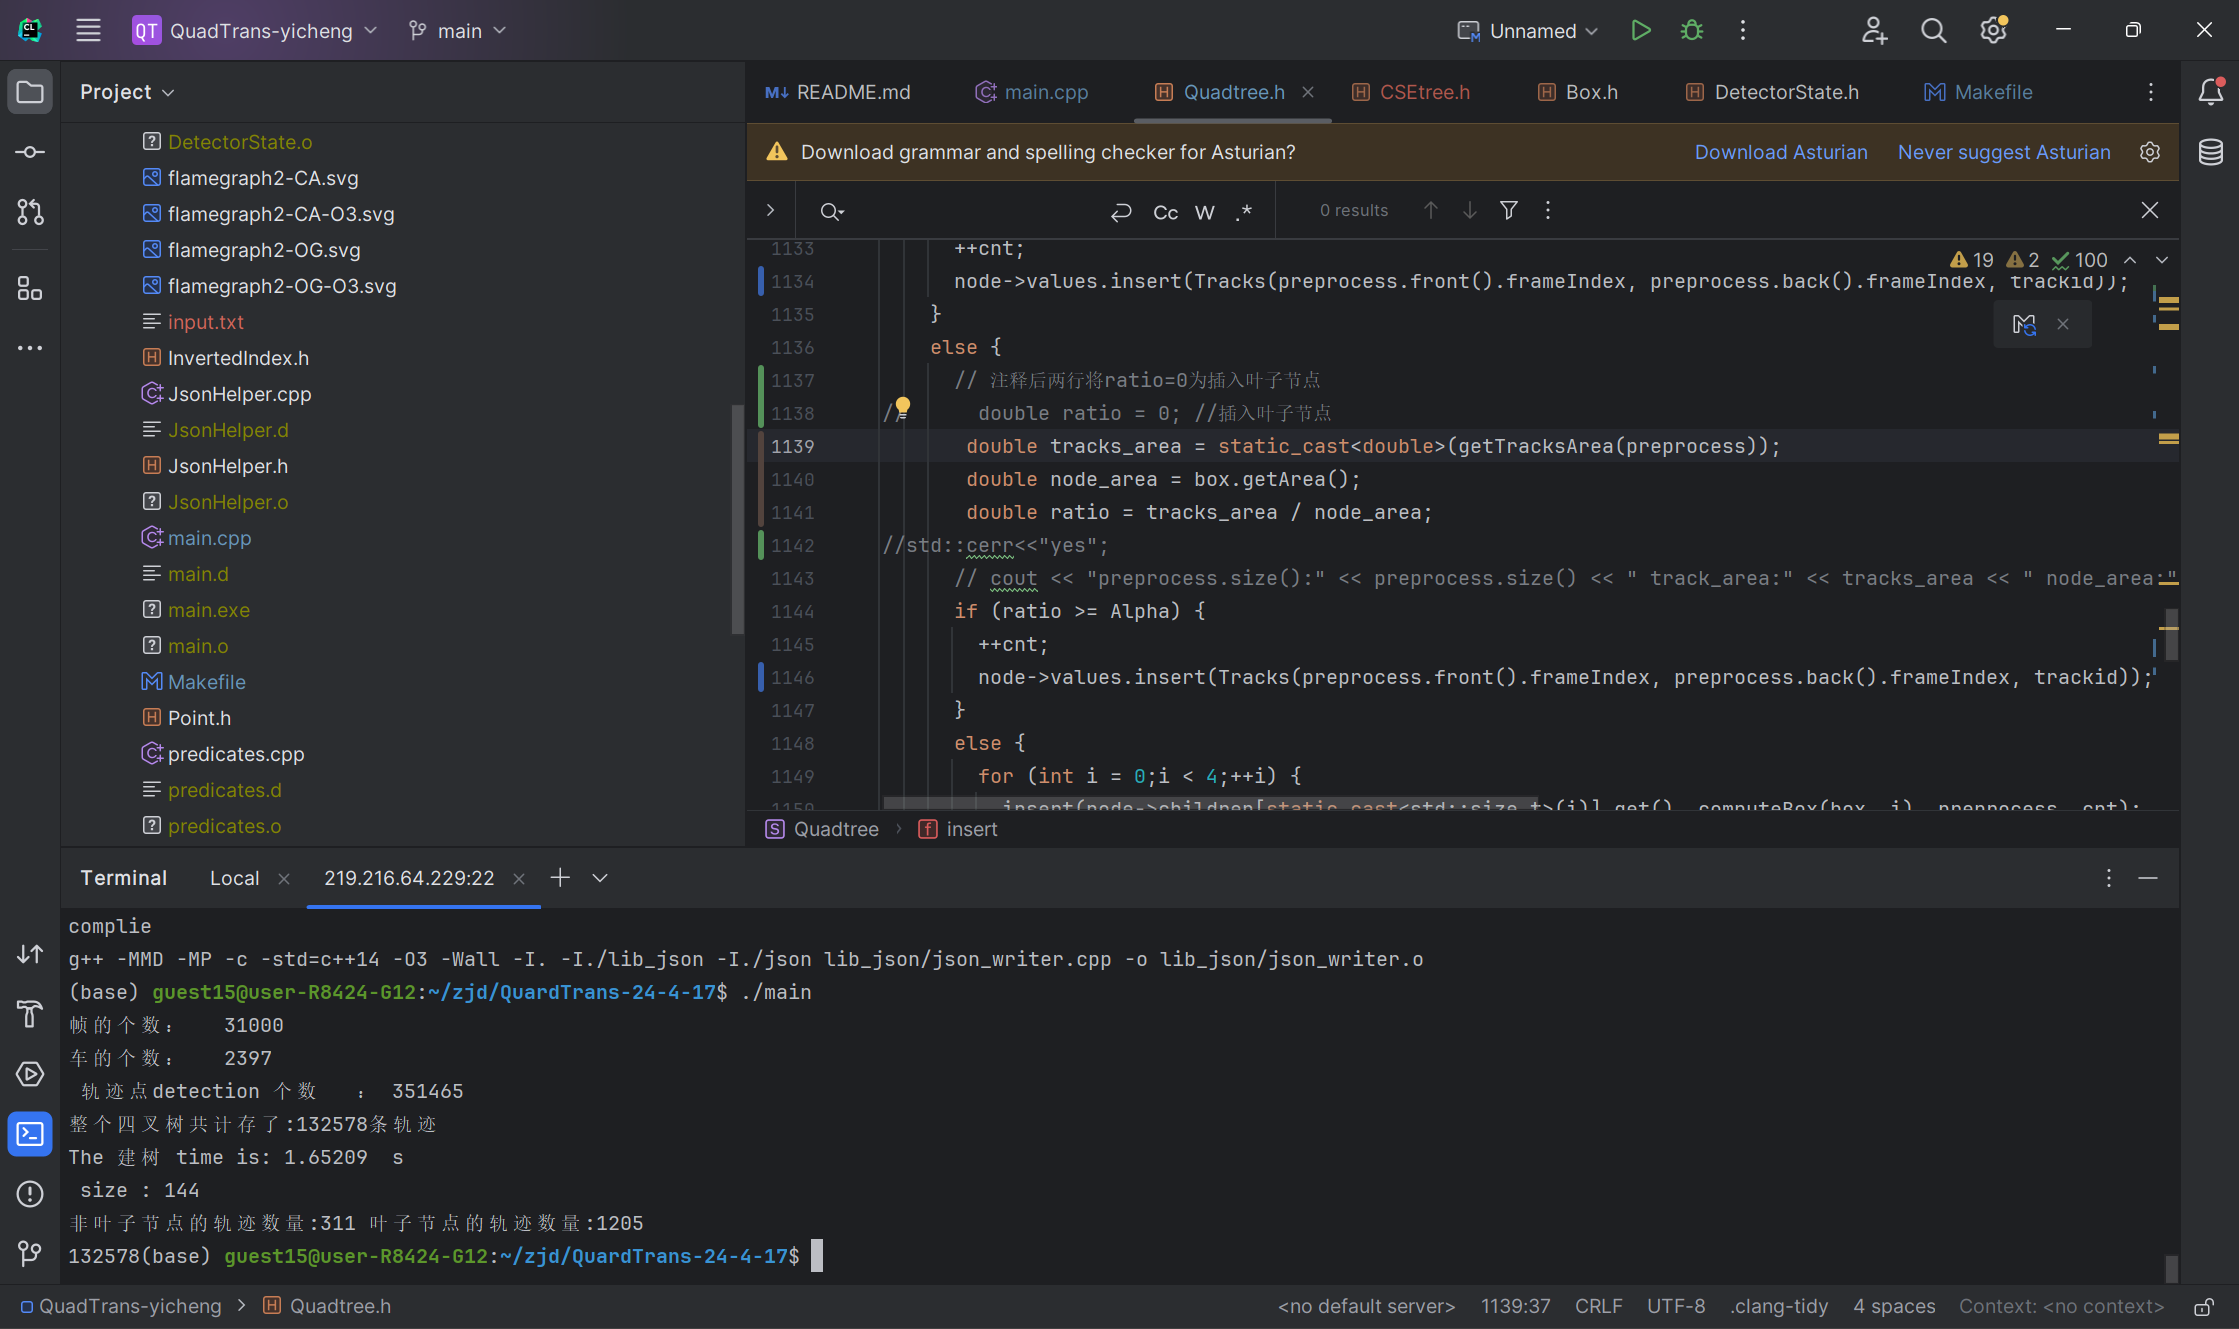 QT QuadTrans-yicheng main Unnamed
Project
DetectorState.o
flamegraph2-CA.svg
flamegraph2-CA-O3.svg
flamegraph2-OG.svg
flamegraph2-OG-O3.svg
input.txt
InvertedIndex.h
JsonHelper.cpp
JsonHelper.d
JsonHelper.h
JsonHelper.o
main.cpp
main.d
main.exe
main.o
Makefile
Point.h
predicates.cpp
predicates.d
predicates.o
README.md main.cpp Quadtree.h CSEtree.h Box.h DetectorState.h Makefile
Download grammar and spelling checker for Asturian? Download Asturian Never suggest Asturian
Cc W .* 0 results
19 2 100
1133 ++cnt;
1134 node->values.insert(Tracks(preprocess.front().frameIndex, preprocess.back().frameIndex, trackid));
1135 }
1136 else {
1137 // 注释后两行将ratio=0为插入叶子节点
1138 // double ratio = 0; //插入叶子节点
1139 double tracks_area = static_cast<double>(getTracksArea(preprocess));
1140 double node_area = box.getArea();
1141 double ratio = tracks_area / node_area;
1142 //std::cerr<<"yes";
1143 // cout << "preprocess.size():" << preprocess.size() << " track_area:" << tracks_area << " node_area:"
1144 if (ratio >= Alpha) {
1145 ++cnt;
1146 node->values.insert(Tracks(preprocess.front().frameIndex, preprocess.back().frameIndex, trackid));
1147 }
1148 else {
1149 for (int i = 0;i < 4;++i) {
1150 insert(node->children[static_cast<std::size_t>(i)].get(), computeBox(box, i), preprocess, cnt);
Quadtree insert
Terminal Local 219.216.64.229:22
complie
g++ -MMD -MP -c -std=c++14 -O3 -Wall -I. -I./lib_json -I./json lib_json/json_writer.cpp -o lib_json/json_writer.o
(base) guest15@user-R8424-G12:~/zjd/QuardTrans-24-4-17$ ./main
帧的个数： 31000
车的个数： 2397
轨迹点detection 个数 ： 351465
整个四叉树共计存了:132578条轨迹
The 建树 time is: 1.65209 s
size : 144
非叶子节点的轨迹数量:311 叶子节点的轨迹数量:1205
132578(base) guest15@user-R8424-G12:~/zjd/QuardTrans-24-4-17$
QuadTrans-yicheng Quadtree.h <no default server> 1139:37 CRLF UTF-8 .clang-tidy 4 spaces Context: <no context>